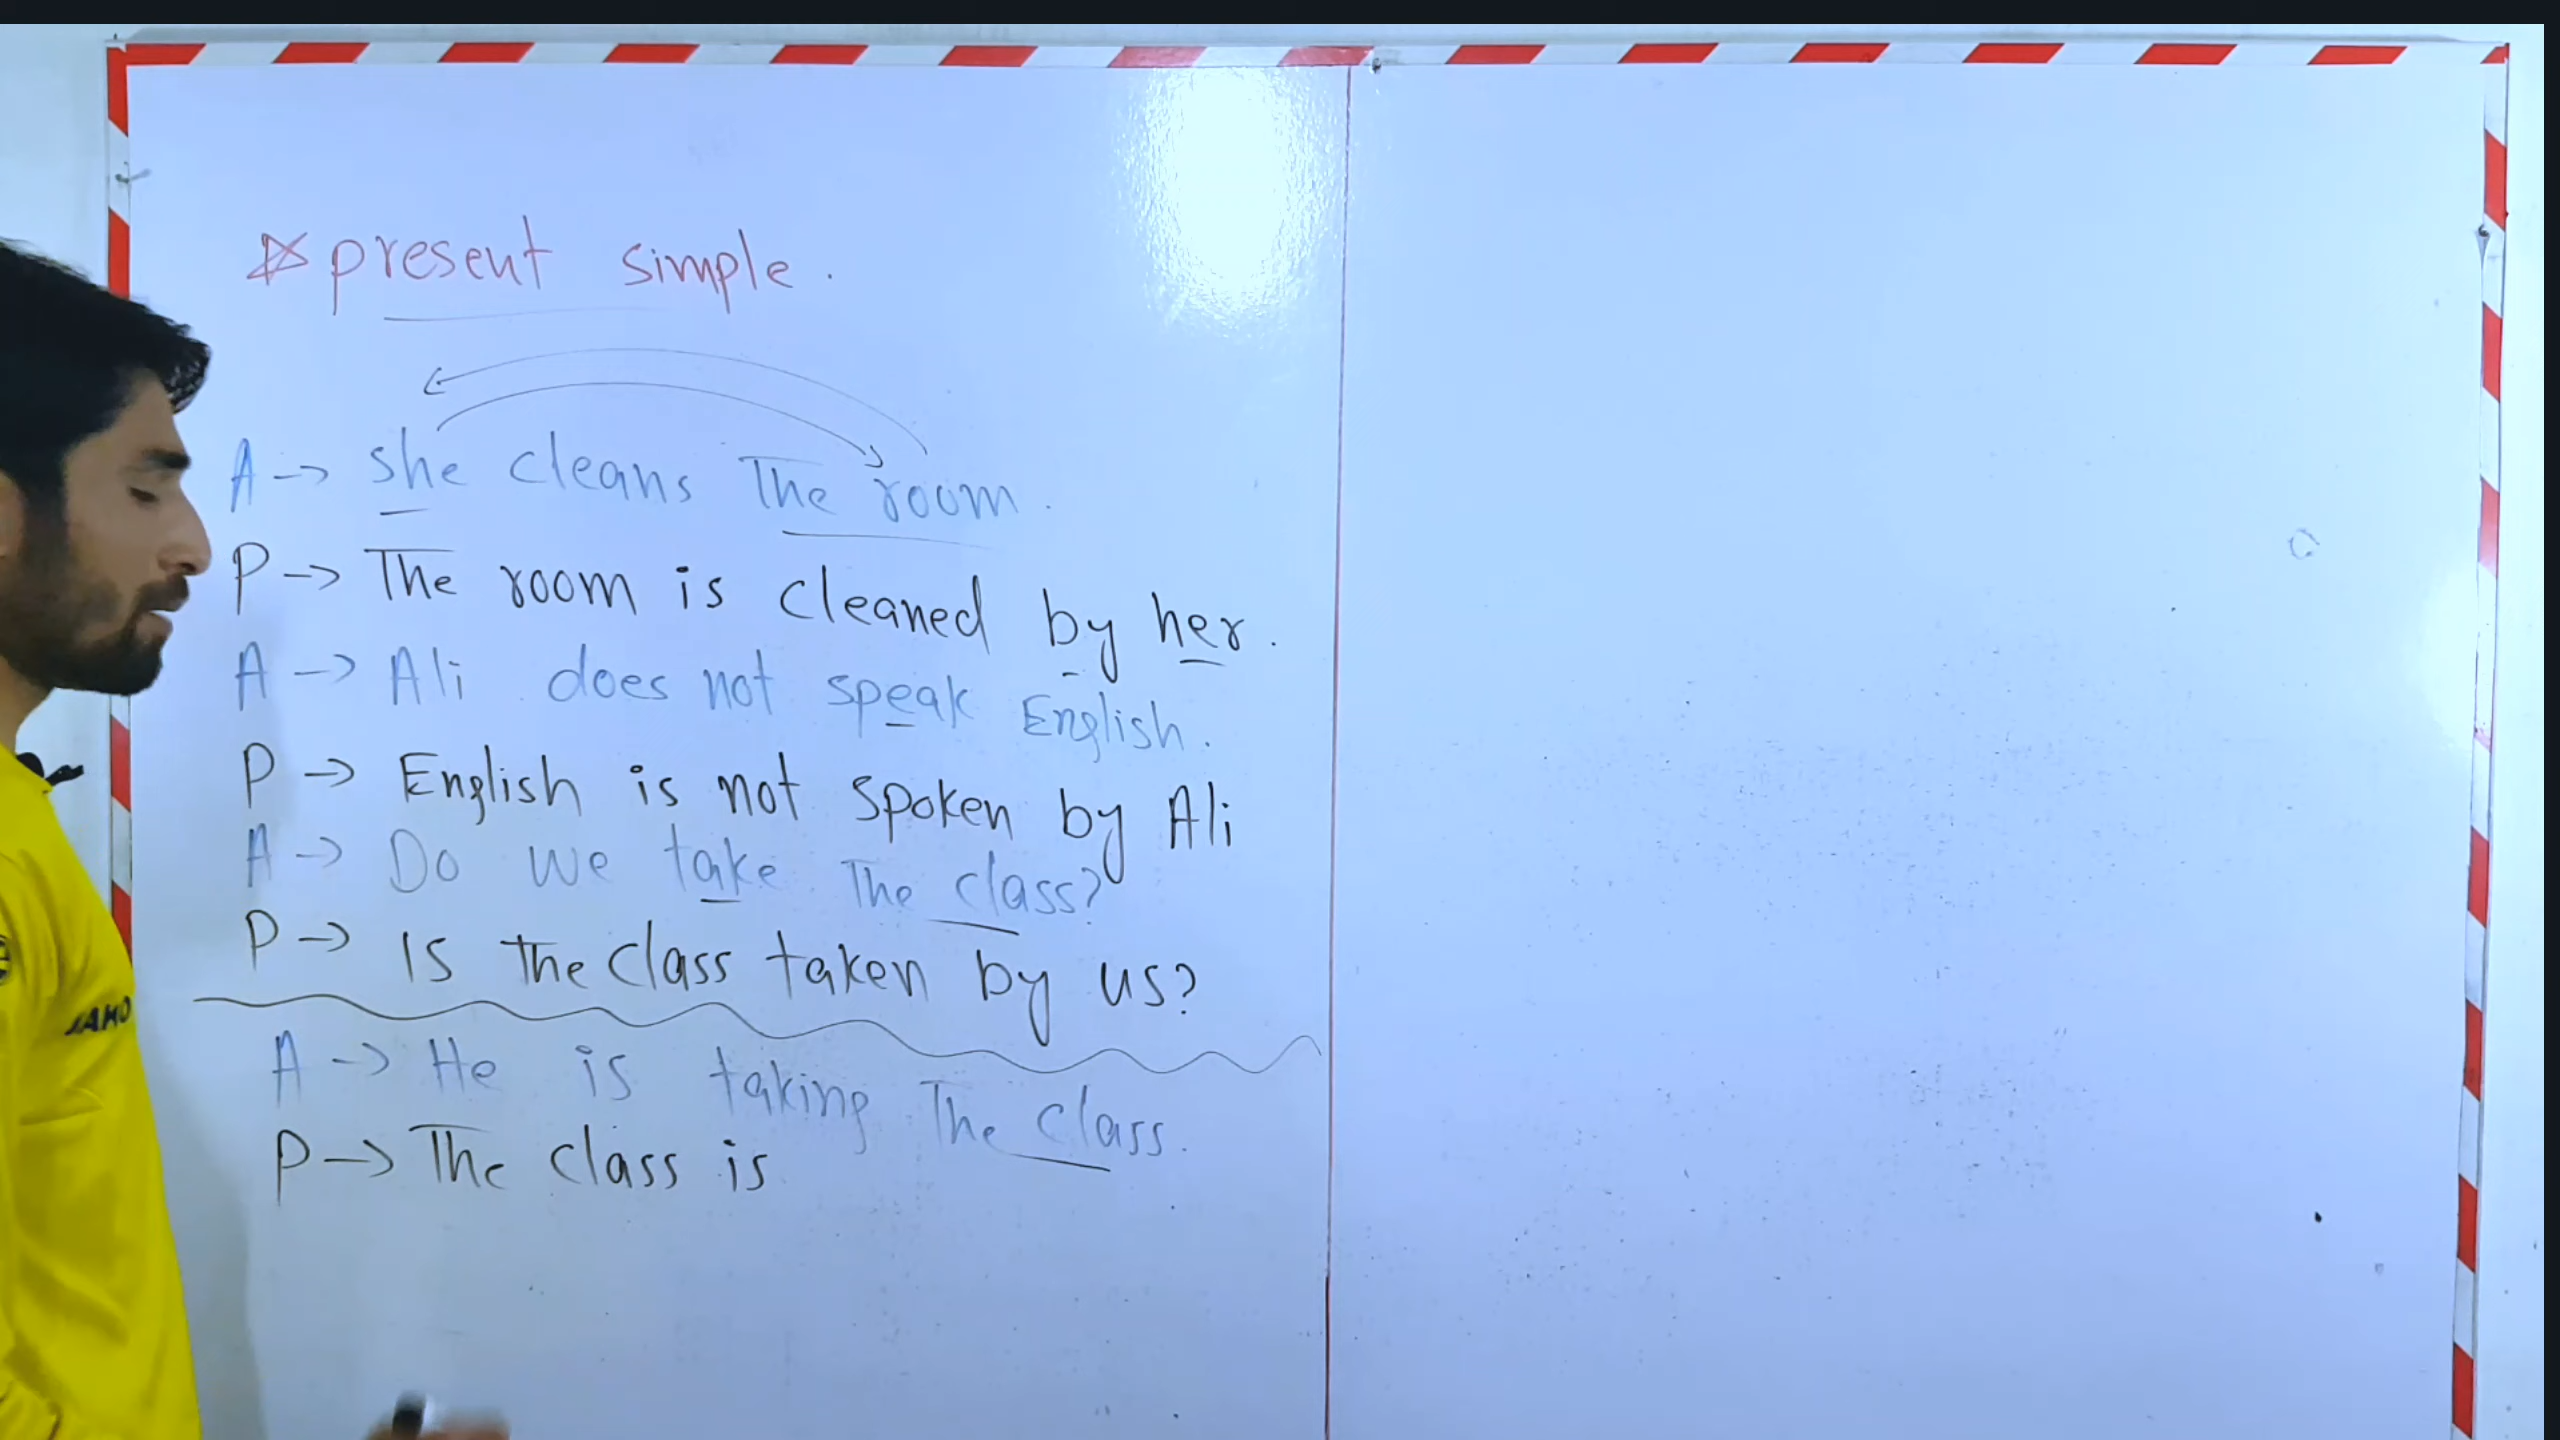 present simple.
A → She cleans The room.
P → The room is cleaned by her.
A → Ali does not speak English.
P → English is not spoken by Ali
A → Do we take The class?
P → Is The class taken by us?
A → He is taking The class.
P → The class is
JAKO